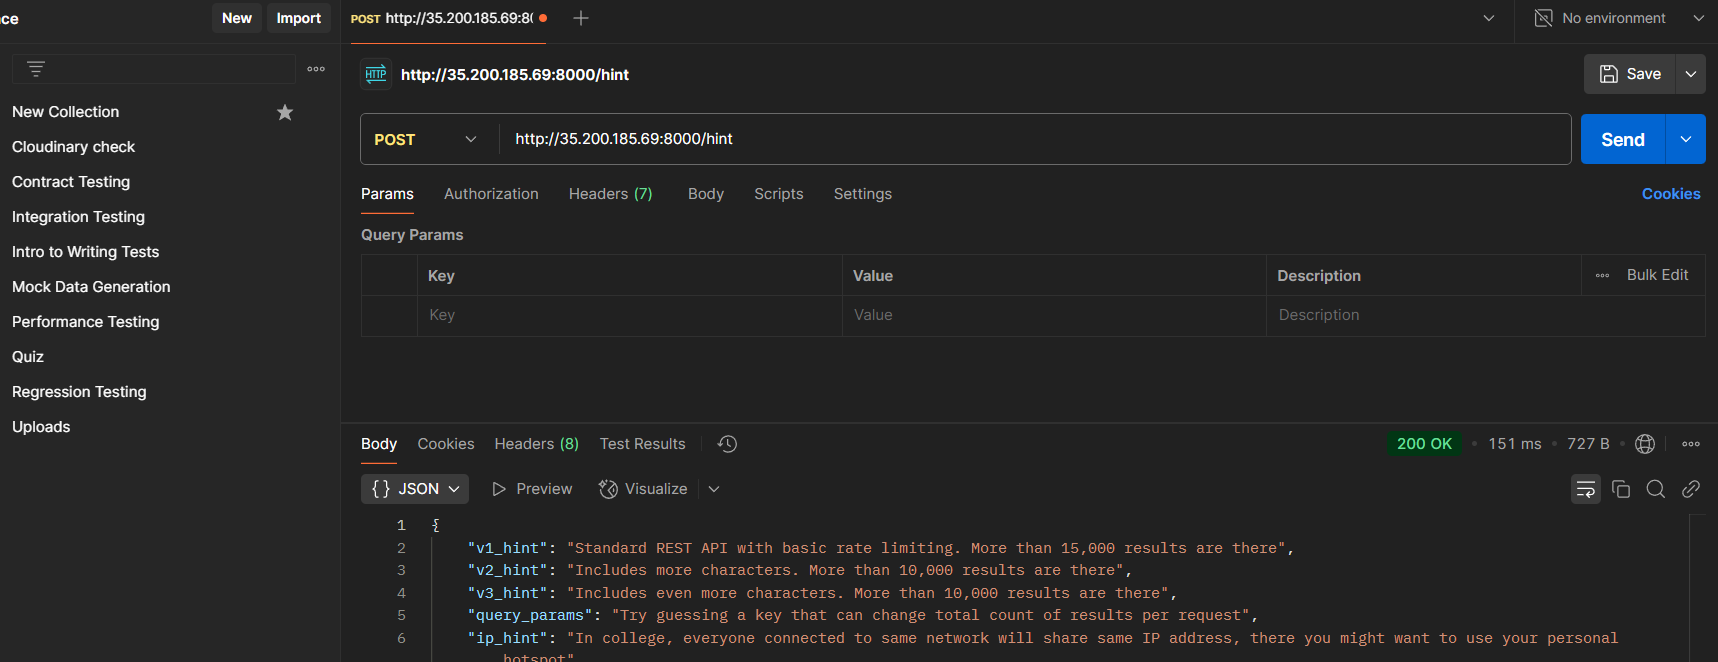 ce
New
Import
POST http://35.200.185.69:8(
No environment
HTTP
http://35.200.185.69:8000/hint
Save
New Collection
Cloudinary check
Contract Testing
Integration Testing
Intro to Writing Tests
Mock Data Generation
Performance Testing
Quiz
Regression Testing
Uploads
POST
http://35.200.185.69:8000/hint
Send
Params
Authorization
Headers (7)
Body
Scripts
Settings
Cookies
Query Params
Key
Value
Description
Bulk Edit
Key
Value
Description
Body
Cookies
Headers (8)
Test Results
200 OK
151 ms
727 B
{} JSON
Preview
Visualize
1 {
2 "v1_hint": "Standard REST API with basic rate limiting. More than 15,000 results are there",
3 "v2_hint": "Includes more characters. More than 10,000 results are there",
4 "v3_hint": "Includes even more characters. More than 10,000 results are there",
5 "query_params": "Try guessing a key that can change total count of results per request",
6 "ip_hint": "In college, everyone connected to same network will share same IP address, there you might want to use your personal
hotspot"